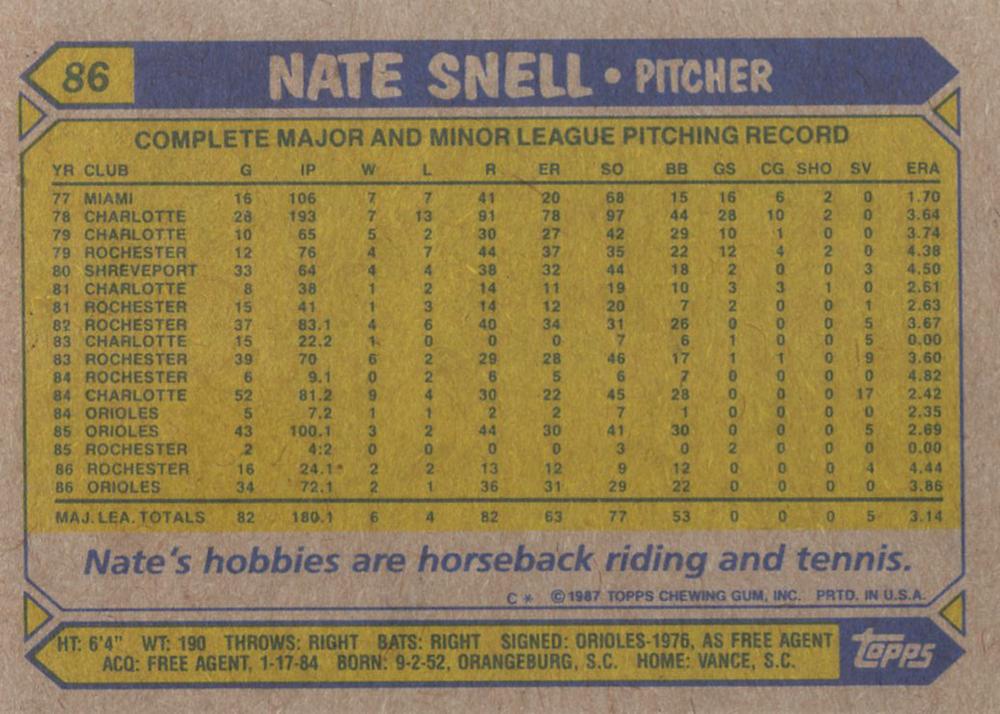 86
NATE SNELL • PITCHER
COMPLETE MAJOR AND MINOR LEAGUE PITCHING RECORD
YR CLUB G IP W L R ER SO BB GS CG SHO SV ERA
77 MIAMI 16 106 7 7 41 20 68 15 16 6 2 0 1.70
78 CHARLOTTE 28 193 7 13 91 78 97 44 28 10 2 0 3.64
79 CHARLOTTE 10 65 5 2 30 27 42 29 10 1 0 0 3.74
79 ROCHESTER 12 76 4 7 44 37 35 22 12 4 2 0 4.38
80 SHREVEPORT 33 64 4 4 38 32 44 18 2 0 0 3 4.50
81 CHARLOTTE 8 38 1 2 14 11 19 10 3 3 1 0 2.61
81 ROCHESTER 15 41 1 3 14 12 20 7 2 0 0 1 2.63
82 ROCHESTER 37 83.1 4 6 40 34 31 26 0 0 0 5 3.67
83 CHARLOTTE 15 22.2 1 0 0 0 7 6 1 0 0 5 0.00
83 ROCHESTER 39 70 6 2 29 28 46 17 1 1 0 9 3.60
84 ROCHESTER 6 9.1 0 2 6 5 6 7 0 0 0 0 4.82
84 CHARLOTTE 52 81.2 9 4 30 22 45 28 0 0 0 17 2.42
84 ORIOLES 5 7.2 1 1 2 2 7 1 0 0 0 0 2.35
85 ORIOLES 43 100.1 3 2 44 30 41 30 0 0 0 5 2.69
85 ROCHESTER 2 4.2 0 0 0 0 3 0 2 0 0 0 0.00
86 ROCHESTER 16 24.1 2 2 13 12 9 12 0 0 0 4 4.44
86 ORIOLES 34 72.1 2 1 36 31 29 22 0 0 0 0 3.86
MAJ. LEA. TOTALS 82 180.1 6 4 82 63 77 53 0 0 0 5 3.14
Nate's hobbies are horseback riding and tennis.
C * ©1987 TOPPS CHEWING GUM, INC. PRTD. IN U.S.A.
HT: 6'4" WT: 190 THROWS: RIGHT BATS: RIGHT SIGNED: ORIOLES-1976, AS FREE AGENT
ACQ: FREE AGENT, 1-17-84 BORN: 9-2-52, ORANGEBURG, S.C. HOME: VANCE, S.C.
Topps